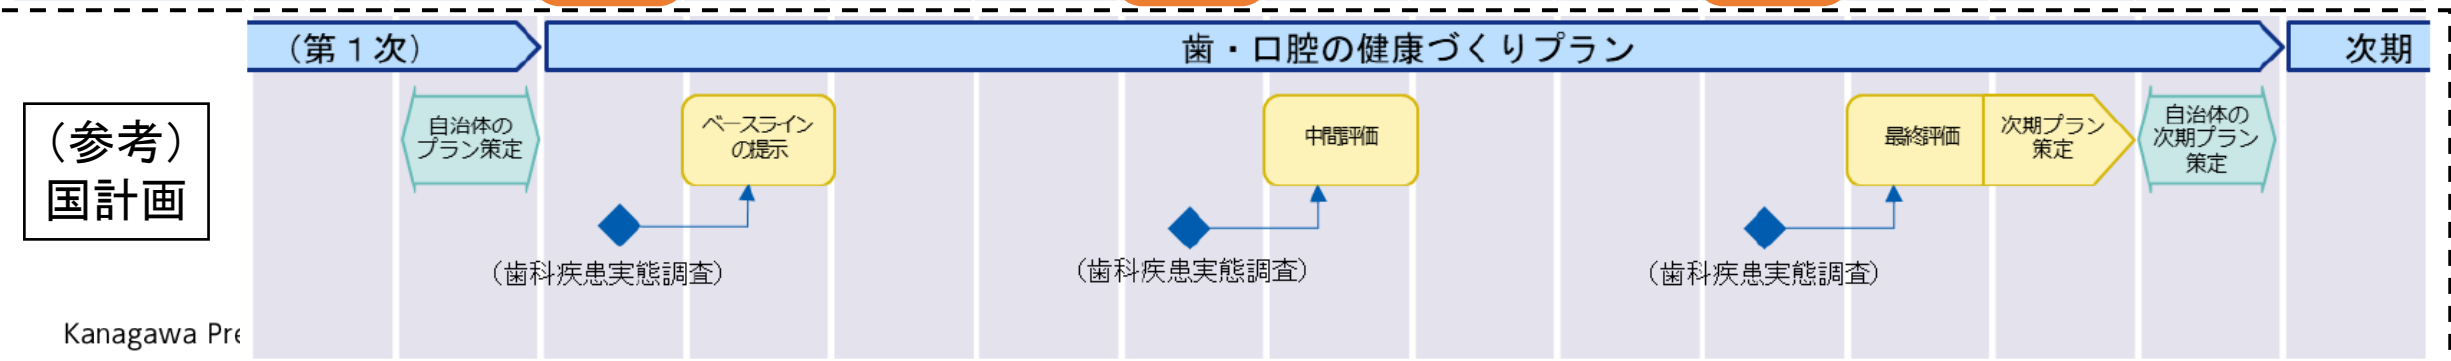 （第１次）
歯・口腔の健康づくりプラン
次期
（参考）
国計画
自治体の
プラン策定
ベースライン
の提示
中間評価
最終評価
次期プラン
策定
自治体の
次期プラン
策定
（歯科疾患実態調査）
（歯科疾患実態調査）
（歯科疾患実態調査）
Kanagawa Pre